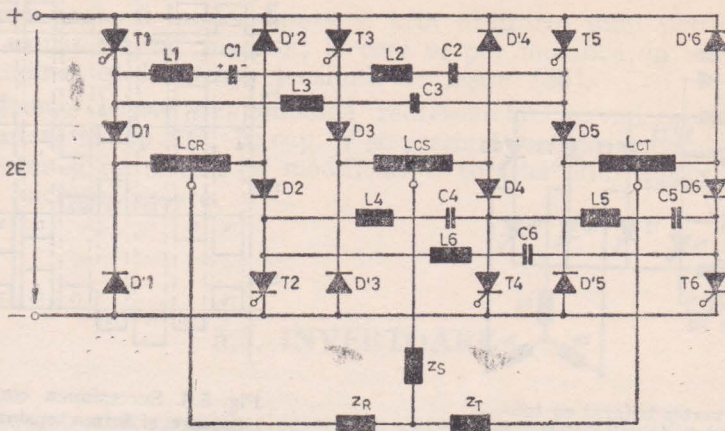 + T1 D'2 T3 D'4 T5 D'6
L1 C1 L2 C2
+ -
L3 C3
D1 LCR D3 LCS D5 LCT
2E
D2 D4 D6
L4 C4 L5 C5
L6 C6
D'1 T2 D'3 T4 D'5 T6
-
ZS
ZR ZT